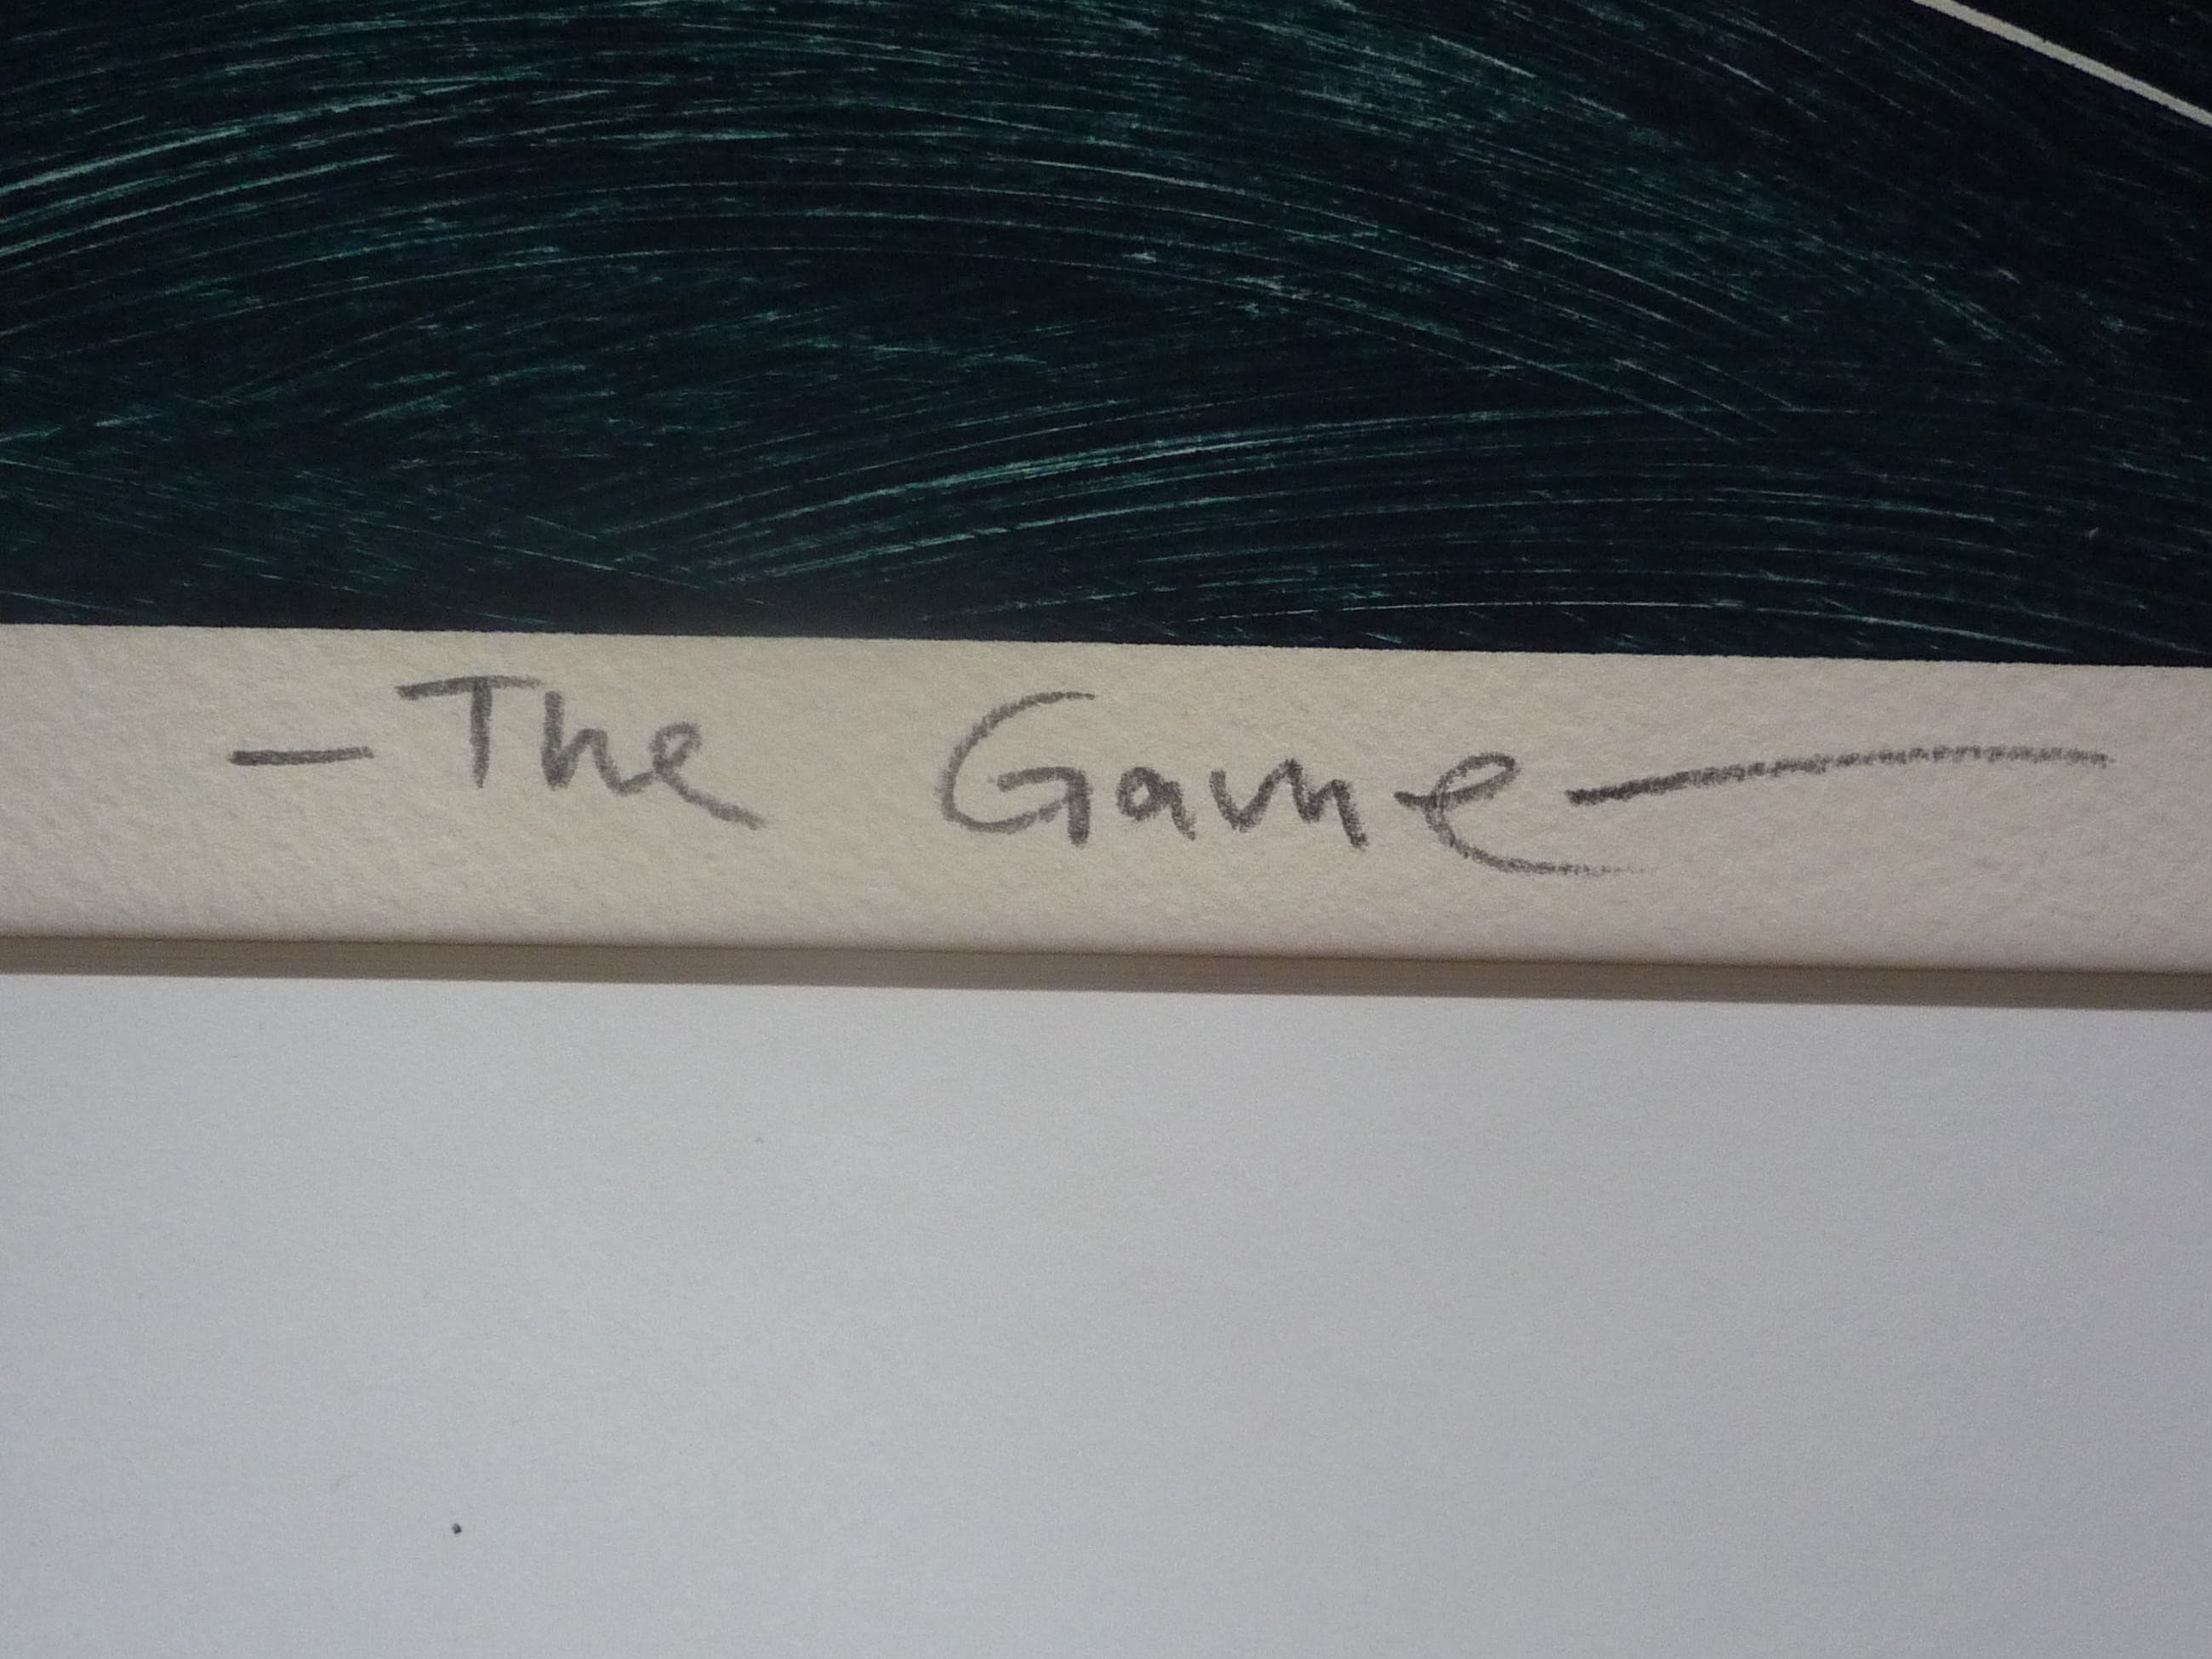 — The Game —